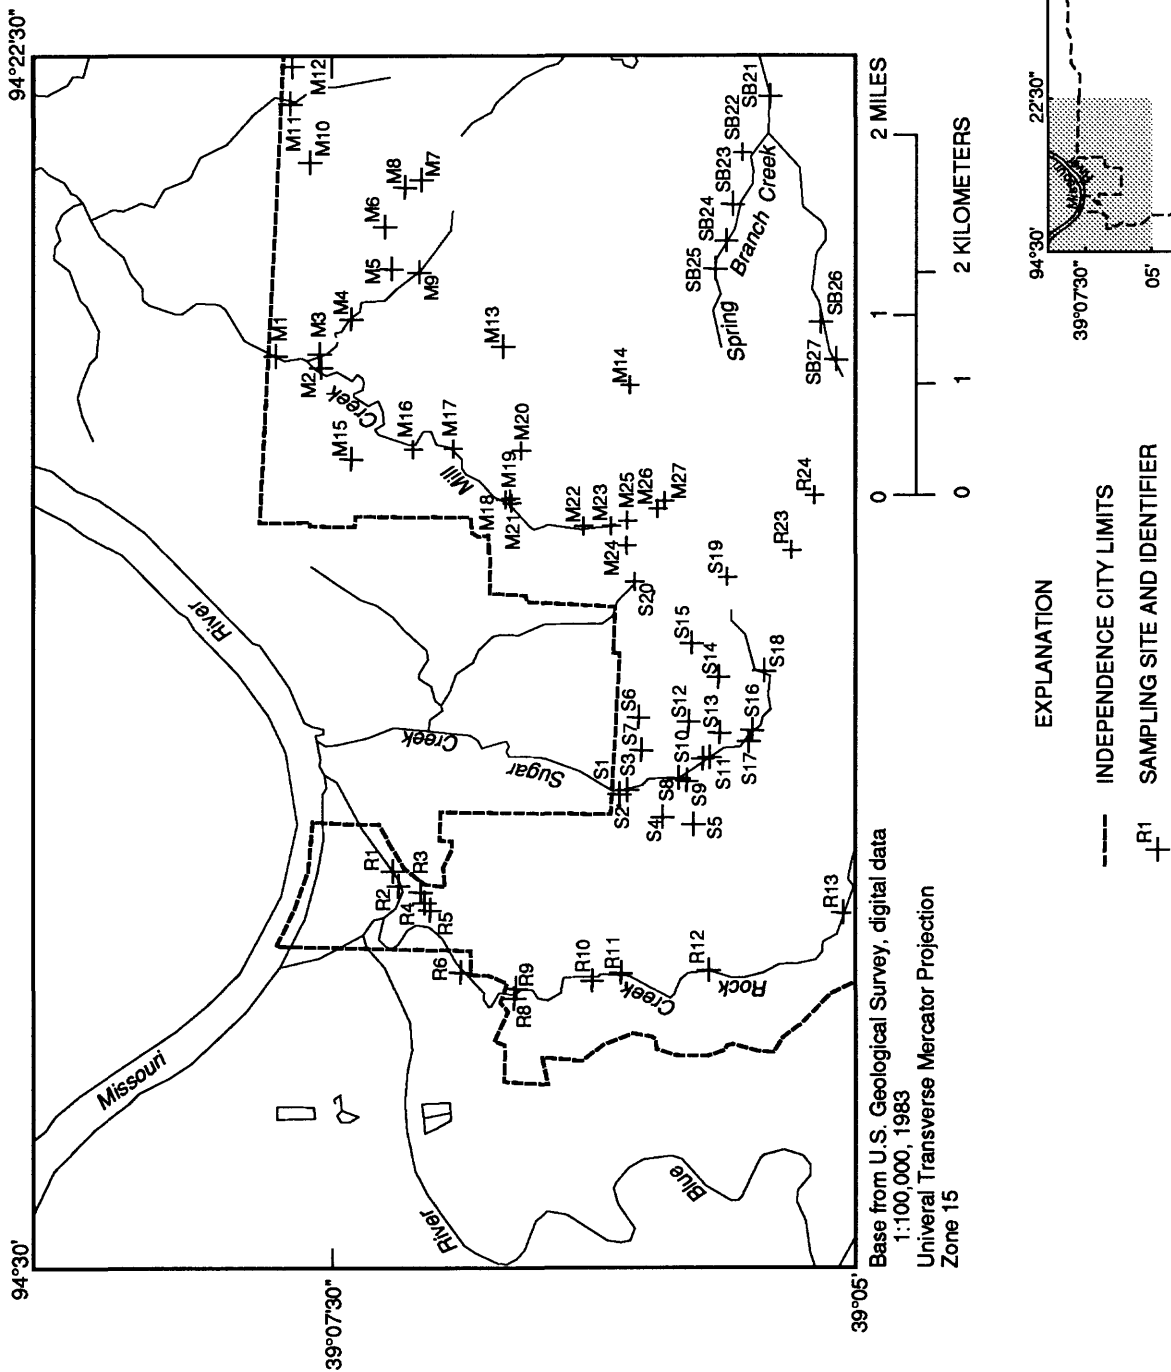 94°30'
94°22'30"
39°07'30"
39°05'
Missouri
River
River
Blue
Rock
Creek
Sugar
Creek
Mill
Creek
Spring
Branch Creek
R1
R2
R3
R4
R5
R6
R8
R9
R10
R11
R12
R13
R23
R24
S1
S2
S3
S4
S5
S6
S7
S8
S9
S10
S11
S12
S13
S14
S15
S16
S17
S18
S19
S20
M1
M2
M3
M4
M5
M6
M7
M8
M9
M10
M11
M12
M13
M14
M15
M16
M17
M18
M19
M20
M21
M22
M23
M24
M25
M26
M27
SB21
SB22
SB23
SB24
SB25
SB26
SB27
Base from U.S. Geological Survey, digital data
1:100,000, 1983
Univeral Transverse Mercator Projection
Zone 15
0 1 2 MILES
0 1 2 KILOMETERS
EXPLANATION
INDEPENDENCE CITY LIMITS
R1
SAMPLING SITE AND IDENTIFIER
94°30'
22'30"
39°07'30"
05'